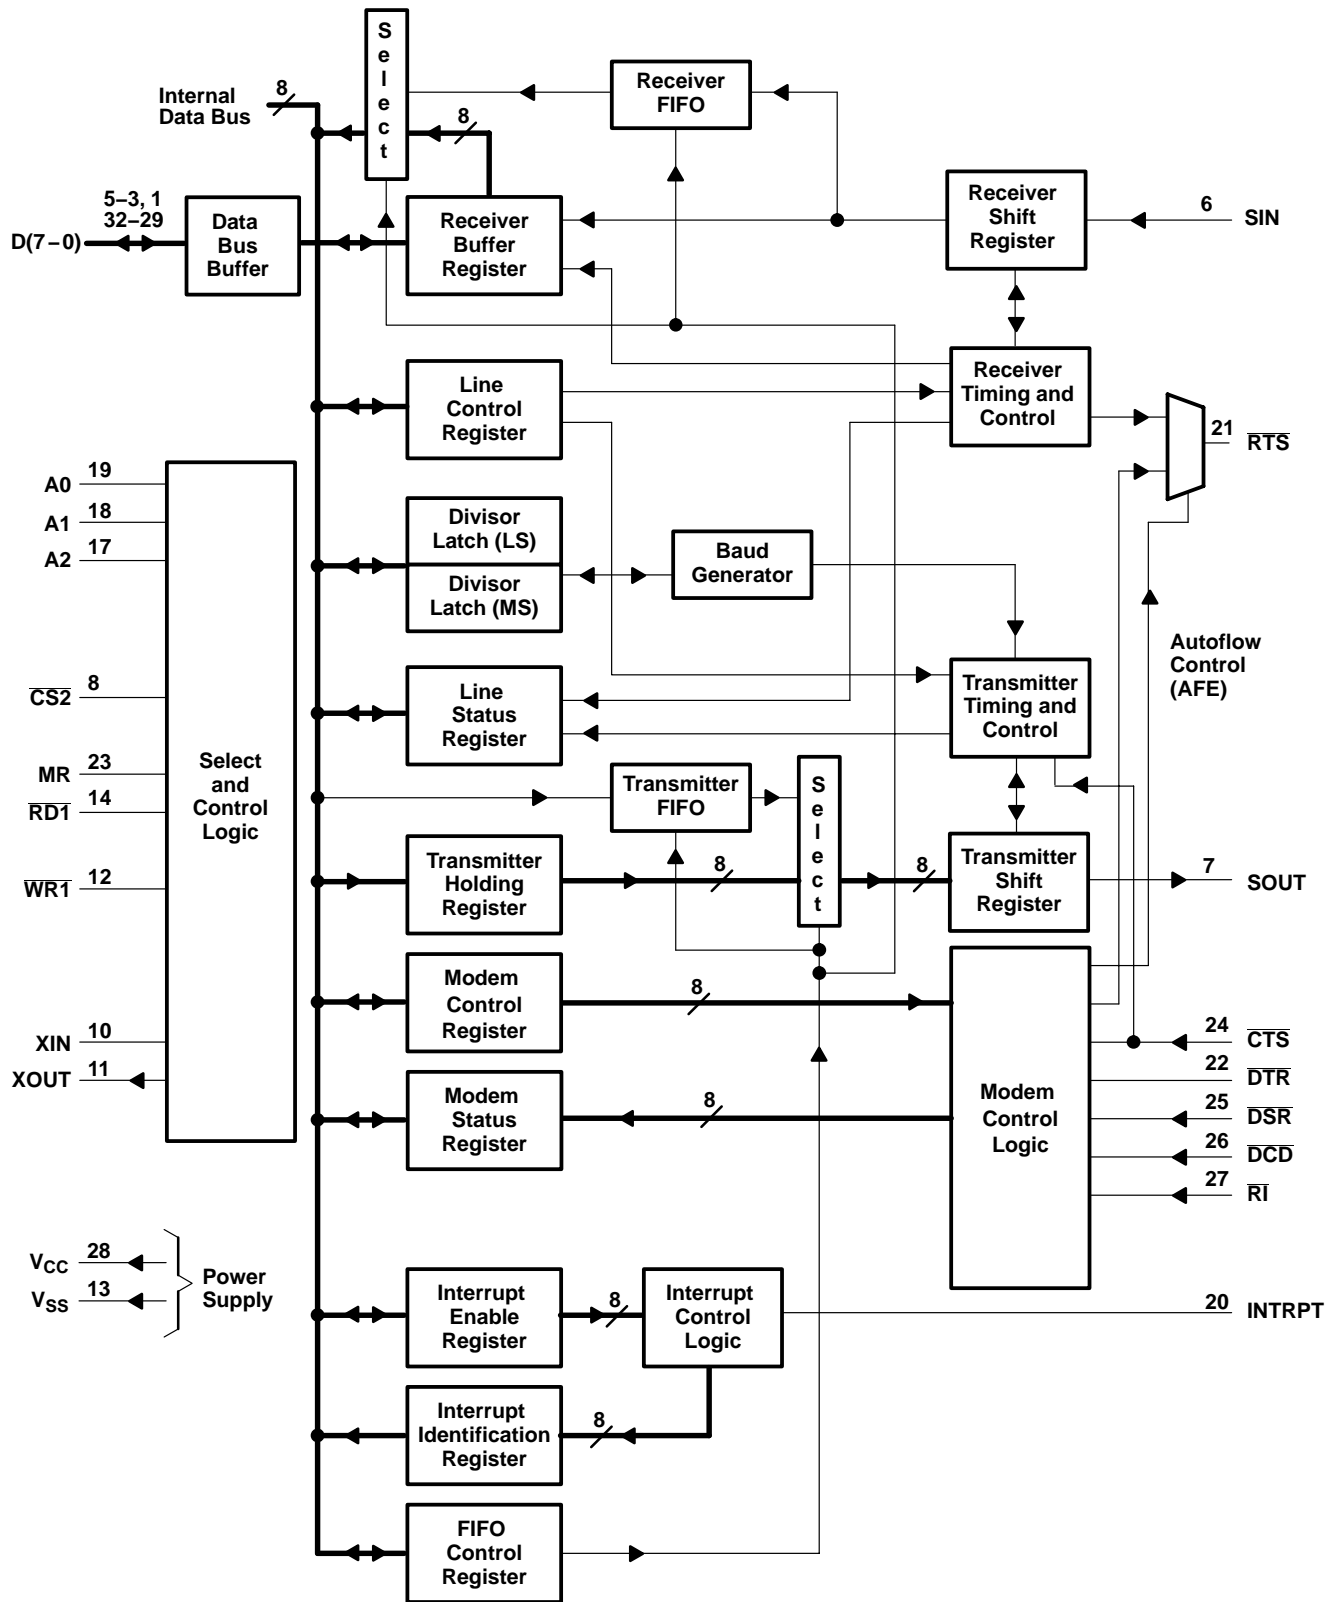 S
e
l
e
c
t
Receiver
FIFO
8
Internal
Data Bus
8
5–3, 1
32–29
D(7–0)
Data
Bus
Buffer
Receiver
Buffer
Register
Receiver
Shift
Register
6
SIN
Line
Control
Register
Receiver
Timing and
Control
21
RTS
A0
19
A1
18
A2
17
Divisor
Latch (LS)
Divisor
Latch (MS)
Baud
Generator
Autoflow
Control
(AFE)
CS2
8
Line
Status
Register
Transmitter
Timing and
Control
MR
23
RD1
14
WR1
12
Select
and
Control
Logic
Transmitter
FIFO
S
e
l
e
c
t
Transmitter
Holding
Register
8
8
Transmitter
Shift
Register
7
SOUT
Modem
Control
Register
8
XIN
10
XOUT
11
Modem
Status
Register
8
Modem
Control
Logic
24
CTS
22
DTR
25
DSR
26
DCD
27
RI
VCC
28
VSS
13
Power
Supply
Interrupt
Enable
Register
8
Interrupt
Control
Logic
20
INTRPT
Interrupt
Identification
Register
8
FIFO
Control
Register